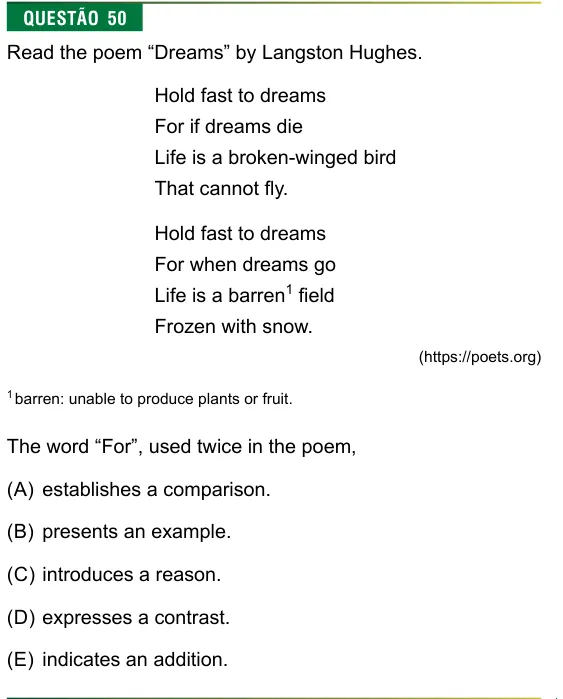 QUESTÃO 50
Read the poem “Dreams” by Langston Hughes.
Hold fast to dreams
For if dreams die
Life is a broken-winged bird
That cannot fly.
Hold fast to dreams
For when dreams go
Life is a barren¹ field
Frozen with snow.
(https://poets.org)
¹ barren: unable to produce plants or fruit.
The word “For”, used twice in the poem,
(A) establishes a comparison.
(B) presents an example.
(C) introduces a reason.
(D) expresses a contrast.
(E) indicates an addition.